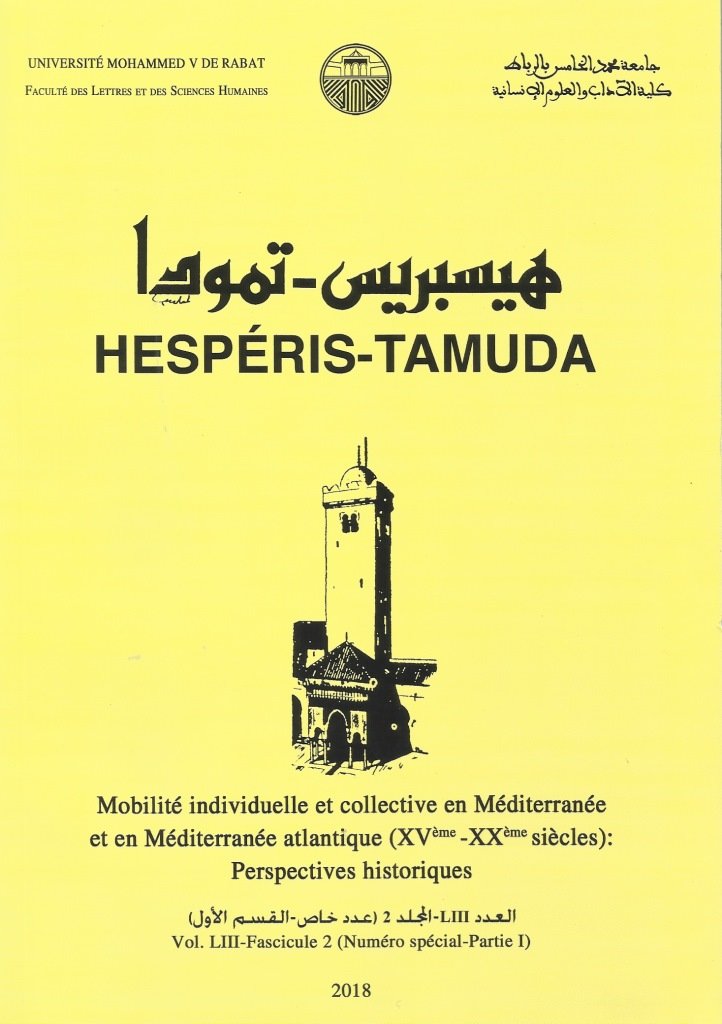 UNIVERSITÉ MOHAMMED V DE RABAT
FACULTÉ DES LETTRES ET DES SCIENCES HUMAINES
جامعة محمد الخامس بالرباط
كلية الآداب والعلوم الإنسانية
هيسبريس-تمودا
HESPÉRIS-TAMUDA
Mobilité individuelle et collective en Méditerranée
et en Méditerranée atlantique (XVème -XXème siècles):
Perspectives historiques
العدد LIII-المجلد 2 (عدد خاص-القسم الأول)
Vol. LIII-Fascicule 2 (Numéro spécial-Partie I)
2018